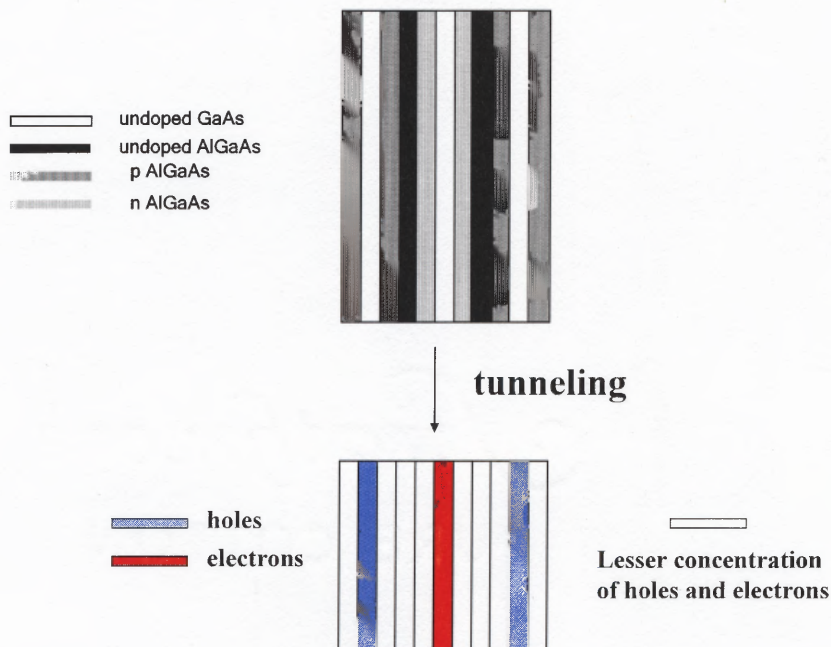 undoped GaAs
undoped AlGaAs
p AlGaAs
n AlGaAs
tunneling
holes
electrons
Lesser concentration
of holes and electrons